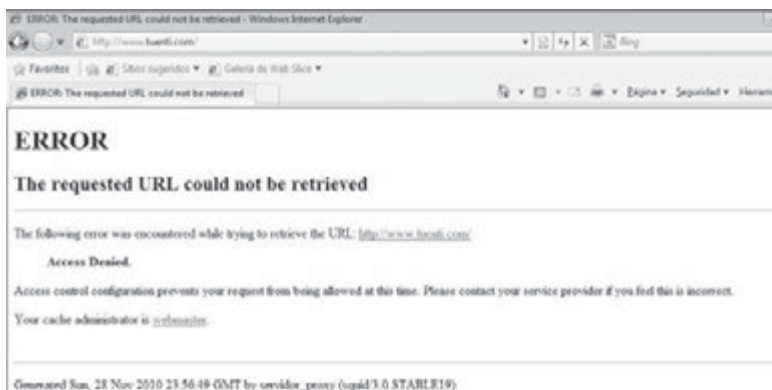 ERROR: The requested URL could not be retrieved - Windows Internet Explorer
http://www.tuenti.com/
Bing
Favoritos Sitios sugeridos Galería de Web Slice
ERROR: The requested URL could not be retrieved
Página Seguridad Herram
ERROR
The requested URL could not be retrieved
The following error was encountered while trying to retrieve the URL: http://www.tuenti.com/
Access Denied.
Access control configuration prevents your request from being allowed at this time. Please contact your service provider if you feel this is incorrect.
Your cache administrator is webmaster.
Generated Sun, 28 Nov 2010 23:56:49 GMT by servidor_proxy (squid/3.0.STABLE19)